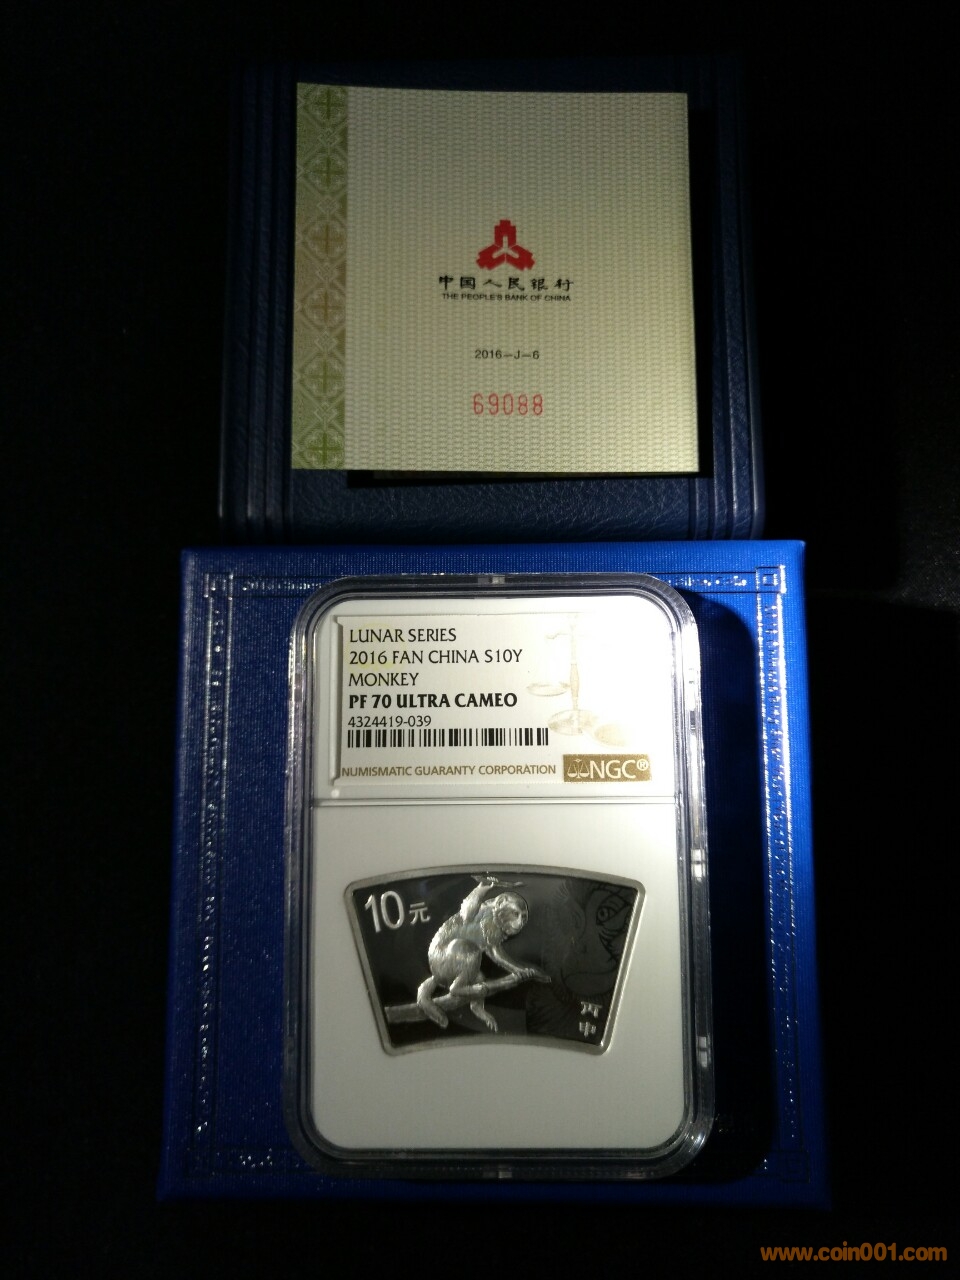 中国人民银行
THE PEOPLE'S BANK OF CHINA
2016-J-6
69088
LUNAR SERIES
2016 FAN CHINA S10Y
MONKEY
PF 70 ULTRA CAMEO
4324419-039
NUMISMATIC GUARANTY CORPORATION
NGC®
10元
丙申
www.coin001.com